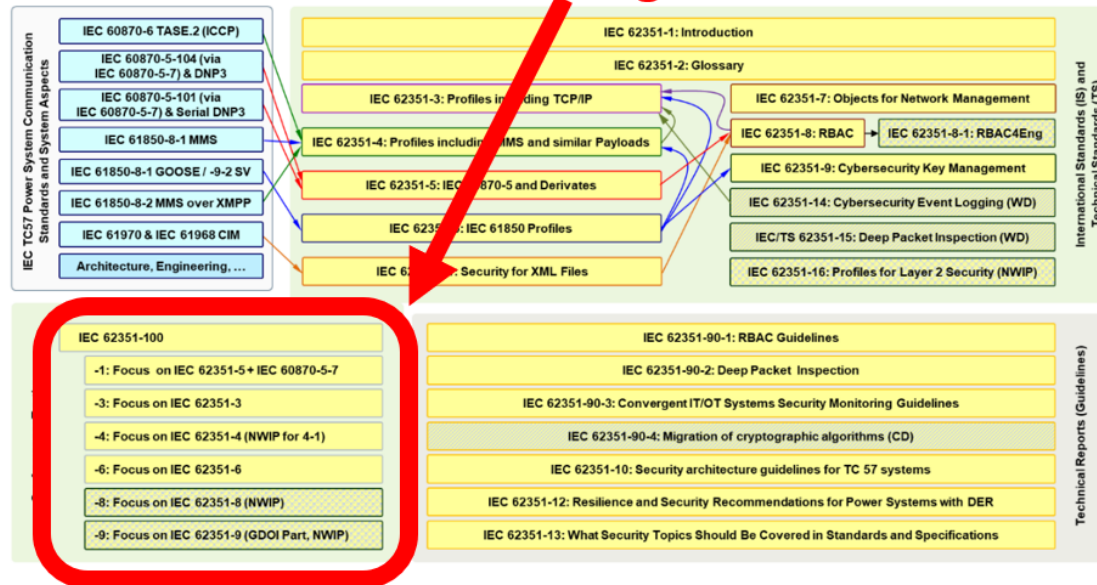 IEC TC57 Power System Communication
Standards and System Aspects
IEC 60870-6 TASE.2 (ICCP)
IEC 60870-5-104 (via
IEC 60870-5-7) & DNP3
IEC 60870-5-101 (via
IEC 60870-5-7) & Serial DNP3
IEC 61850-8-1 MMS
IEC 61850-8-1 GOOSE / -9-2 SV
IEC 61850-8-2 MMS over XMPP
IEC 61970 & IEC 61968 CIM
Architecture, Engineering, ...
IEC 62351-1: Introduction
IEC 62351-2: Glossary
IEC 62351-3: Profiles including TCP/IP
IEC 62351-4: Profiles including MMS and similar Payloads
IEC 62351-5: IEC 60870-5 and Derivates
IEC 61850 Profiles
Security for XML Files
IEC 62351-7: Objects for Network Management
IEC 62351-8: RBAC
IEC 62351-8-1: RBAC4Eng
IEC 62351-9: Cybersecurity Key Management
IEC 62351-14: Cybersecurity Event Logging (WD)
IEC/TS 62351-15: Deep Packet Inspection (WD)
IEC 62351-16: Profiles for Layer 2 Security (NWIP)
International Standards (IS) and
Technical Standards (TS)
IEC 62351-100
-1: Focus on IEC 62351-5 + IEC 60870-5-7
-3: Focus on IEC 62351-3
-4: Focus on IEC 62351-4 (NWIP for 4-1)
-6: Focus on IEC 62351-6
-8: Focus on IEC 62351-8 (NWIP)
-9: Focus on IEC 62351-9 (GDOI Part, NWIP)
IEC 62351-90-1: RBAC Guidelines
IEC 62351-90-2: Deep Packet Inspection
IEC 62351-90-3: Convergent IT/OT Systems Security Monitoring Guidelines
IEC 62351-90-4: Migration of cryptographic algorithms (CD)
IEC 62351-10: Security architecture guidelines for TC 57 systems
IEC 62351-12: Resilience and Security Recommendations for Power Systems with DER
IEC 62351-13: What Security Topics Should Be Covered in Standards and Specifications
Technical Reports (Guidelines)